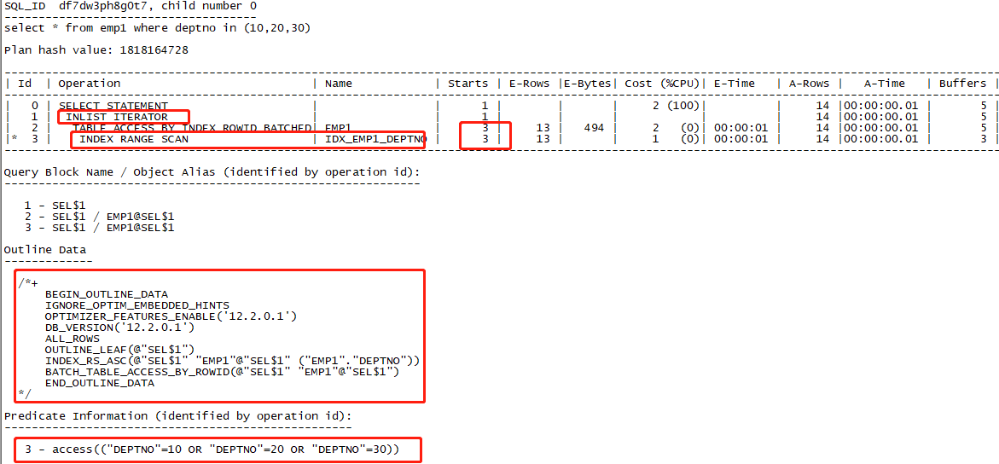 SQL_ID  df7dw3ph8g0t7, child number 0
-------------------------------------
select * from emp1 where deptno in (10,20,30)
Plan hash value: 1818164728
-----------------------------------------------------------------------------------------------------------------------------------------------
| Id  | Operation                            | Name            | Starts | E-Rows |E-Bytes| Cost (%CPU)| E-Time   | A-Rows |   A-Time   | Buffers |
-----------------------------------------------------------------------------------------------------------------------------------------------
|   0 | SELECT STATEMENT                     |                 |      1 |        |       |     2 (100)|          |     14 |00:00:00.01 |       5 |
|   1 |  INLIST ITERATOR                     |                 |      1 |        |       |            |          |     14 |00:00:00.01 |       5 |
|   2 |   TABLE ACCESS BY INDEX ROWID BATCHED| EMP1            |      3 |     13 |   494 |     2   (0)| 00:00:01 |     14 |00:00:00.01 |       5 |
|*  3 |    INDEX RANGE SCAN                  | IDX_EMP1_DEPTNO |      3 |     13 |       |     1   (0)| 00:00:01 |     14 |00:00:00.01 |       3 |
-----------------------------------------------------------------------------------------------------------------------------------------------
Query Block Name / Object Alias (identified by operation id):
-------------------------------------------------------------
   1 - SEL$1
   2 - SEL$1 / EMP1@SEL$1
   3 - SEL$1 / EMP1@SEL$1
Outline Data
-------------
  /*+
      BEGIN_OUTLINE_DATA
      IGNORE_OPTIM_EMBEDDED_HINTS
      OPTIMIZER_FEATURES_ENABLE('12.2.0.1')
      DB_VERSION('12.2.0.1')
      ALL_ROWS
      OUTLINE_LEAF(@"SEL$1")
      INDEX_RS_ASC(@"SEL$1" "EMP1"@"SEL$1" ("EMP1"."DEPTNO"))
      BATCH_TABLE_ACCESS_BY_ROWID(@"SEL$1" "EMP1"@"SEL$1")
      END_OUTLINE_DATA
  */
Predicate Information (identified by operation id):
---------------------------------------------------
   3 - access(("DEPTNO"=10 OR "DEPTNO"=20 OR "DEPTNO"=30))